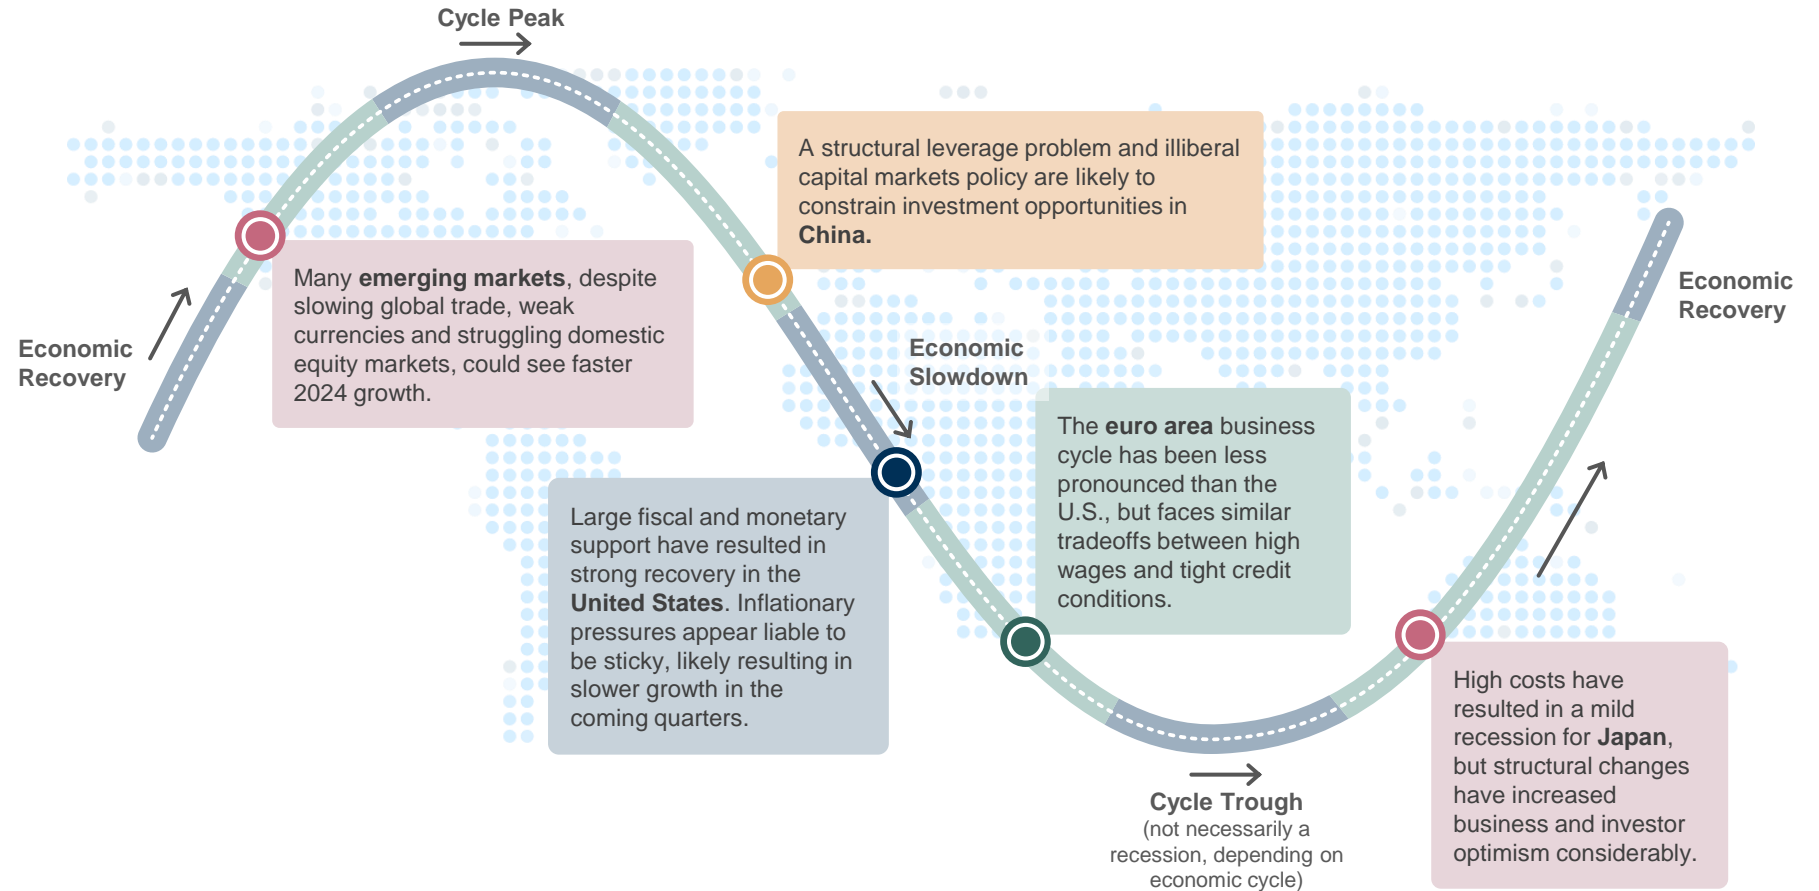 Cycle Peak
Economic
Recovery
Many emerging markets, despite
slowing global trade, weak
currencies and struggling domestic
equity markets, could see faster
2024 growth.
A structural leverage problem and illiberal
capital markets policy are likely to
constrain investment opportunities in
China.
Economic
Slowdown
Large fiscal and monetary
support have resulted in
strong recovery in the
United States. Inflationary
pressures appear liable to
be sticky, likely resulting in
slower growth in the
coming quarters.
The euro area business
cycle has been less
pronounced than the
U.S., but faces similar
tradeoffs between high
wages and tight credit
conditions.
Cycle Trough
(not necessarily a
recession, depending on
economic cycle)
High costs have
resulted in a mild
recession for Japan,
but structural changes
have increased
business and investor
optimism considerably.
Economic
Recovery